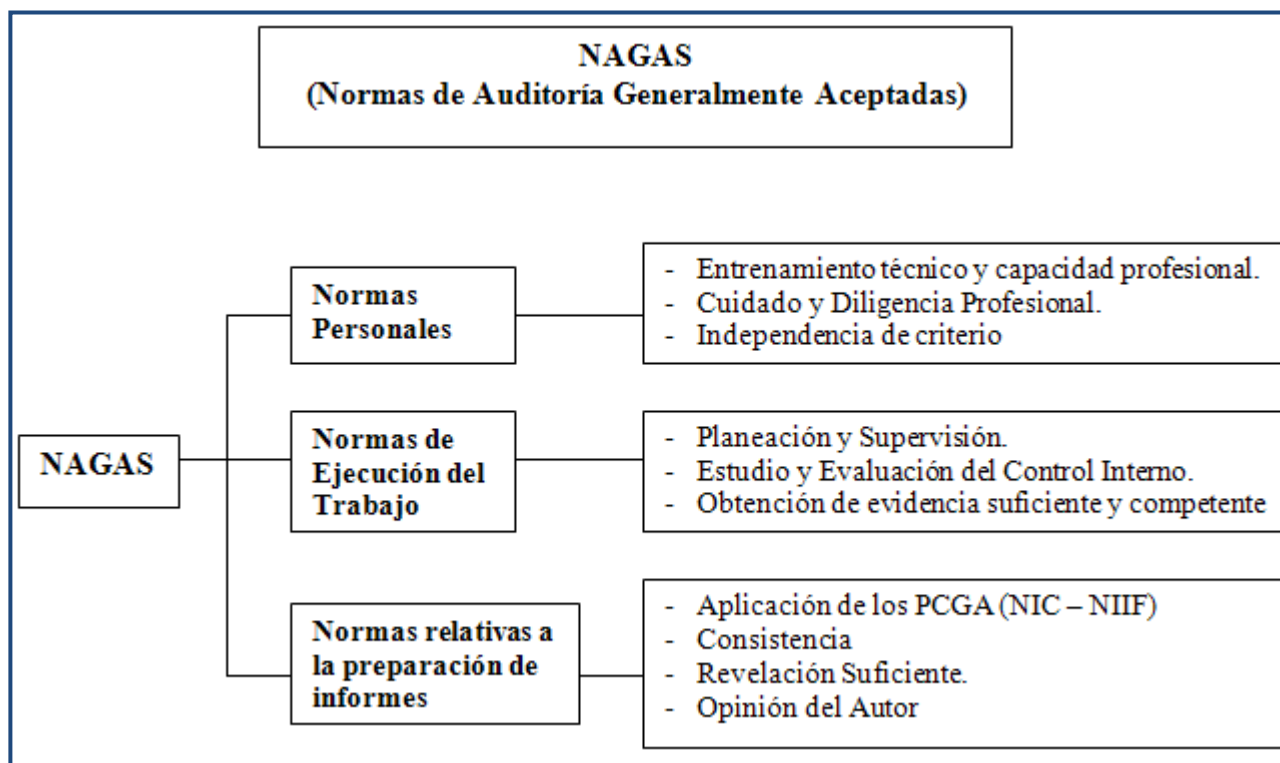 NAGAS
(Normas de Auditoría Generalmente Aceptadas)
NAGAS
Normas
Personales
- Entrenamiento técnico y capacidad profesional.
- Cuidado y Diligencia Profesional.
- Independencia de criterio
Normas de
Ejecución del
Trabajo
- Planeación y Supervisión.
- Estudio y Evaluación del Control Interno.
- Obtención de evidencia suficiente y competente
Normas relativas a
la preparación de
informes
- Aplicación de los PCGA (NIC – NIIF)
- Consistencia
- Revelación Suficiente.
- Opinión del Autor